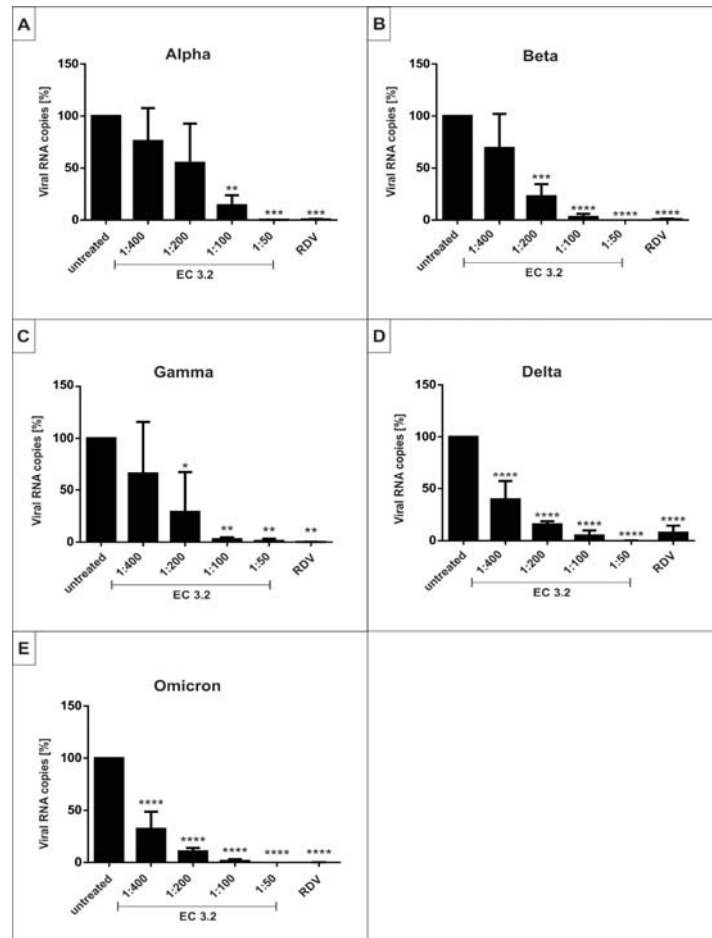 A
Alpha
Viral RNA copies [%]
150
100
50
0
**
***
***
untreated
1:400
1:200
1:100
1:50
RDV
EC 3.2
B
Beta
Viral RNA copies [%]
150
100
50
0
***
****
****
****
untreated
1:400
1:200
1:100
1:50
RDV
EC 3.2
C
Gamma
Viral RNA copies [%]
150
100
50
0
*
**
**
**
untreated
1:400
1:200
1:100
1:50
RDV
EC 3.2
D
Delta
Viral RNA copies [%]
150
100
50
0
****
****
****
****
****
untreated
1:400
1:200
1:100
1:50
RDV
EC 3.2
E
Omicron
Viral RNA copies [%]
150
100
50
0
****
****
****
****
****
untreated
1:400
1:200
1:100
1:50
RDV
EC 3.2